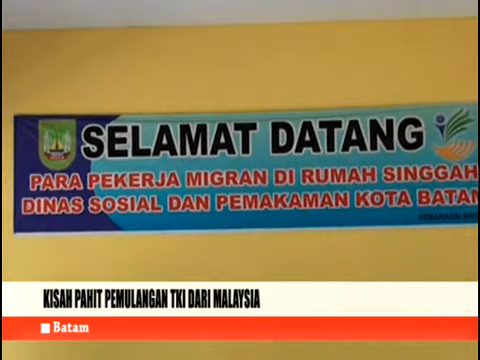 SELAMAT DATANG
PARA PEKERJA MIGRAN DI RUMAH SINGGAH
DINAS SOSIAL DAN PEMAKAMAN KOTA BATAM
KISAH PAHIT PEMULANGAN TKI DARI MALAYSIA
Batam